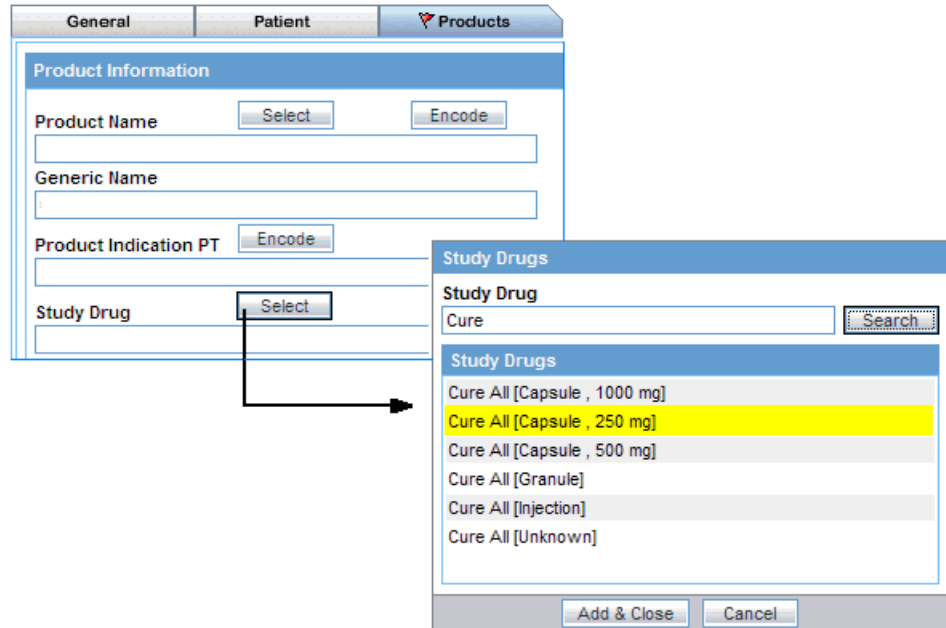 General Patient Products
Product Information
Product Name Select Encode
Generic Name
Product Indication PT Encode
Study Drug Select
Study Drugs
Study Drug
Cure Search
Study Drugs
Cure All [Capsule , 1000 mg]
Cure All [Capsule , 250 mg]
Cure All [Capsule , 500 mg]
Cure All [Granule]
Cure All [Injection]
Cure All [Unknown]
Add & Close Cancel